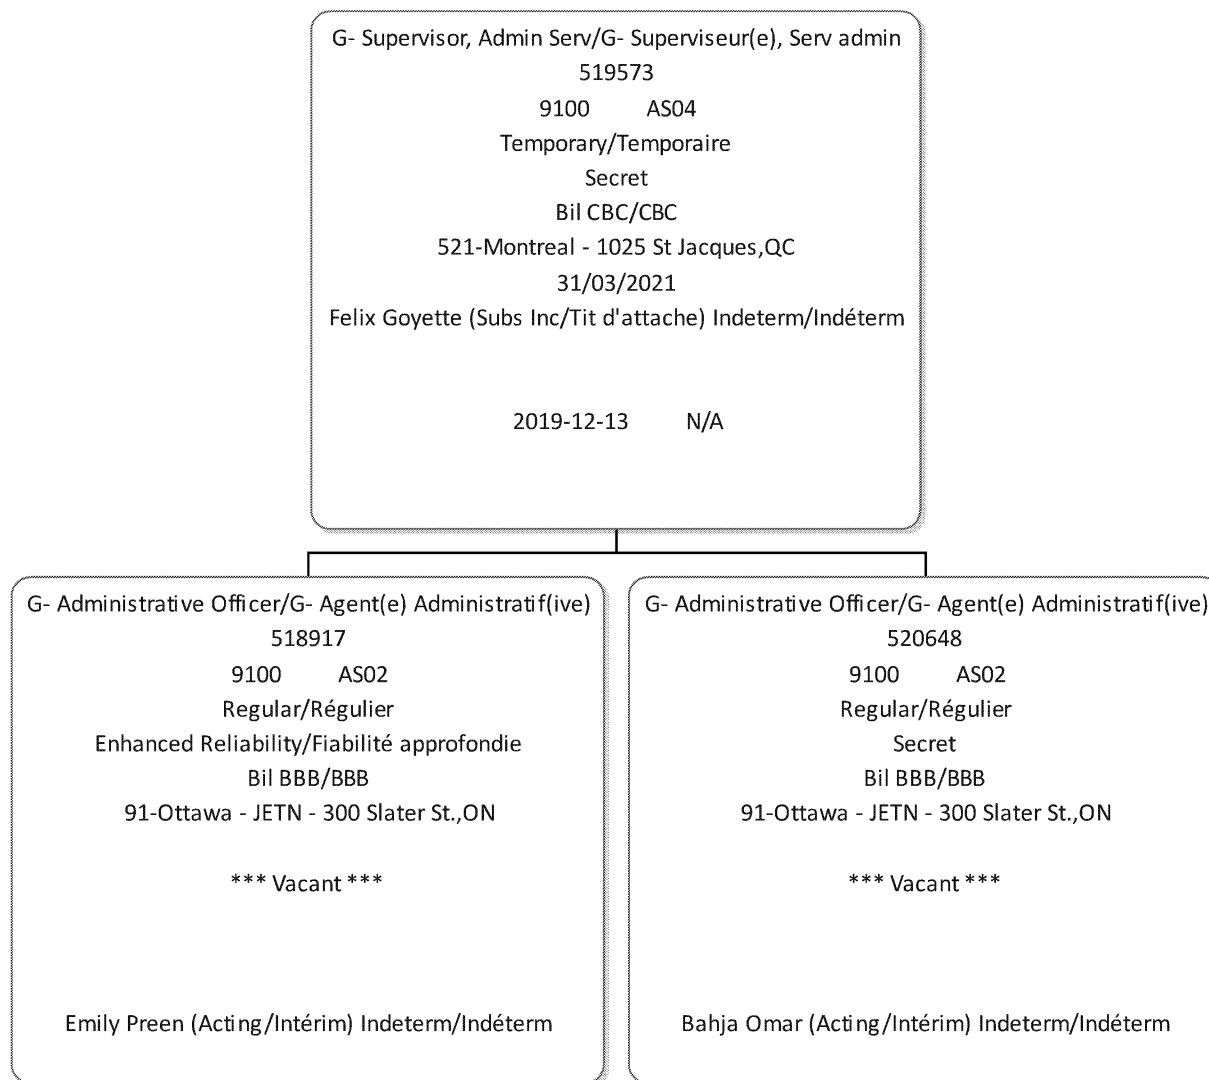 G- Supervisor, Admin Serv/G- Superviseur(e), Serv admin
519573
9100 AS04
Temporary/Temporaire
Secret
Bil CBC/CBC
521-Montreal - 1025 St Jacques,QC
31/03/2021
Felix Goyette (Subs Inc/Tit d'attache) Indeterm/Indéterm
2019-12-13 N/A
G- Administrative Officer/G- Agent(e) Administratif(ive)
518917
9100 AS02
Regular/Régulier
Enhanced Reliability/Fiabilité approfondie
Bil BBB/BBB
91-Ottawa - JETN - 300 Slater St.,ON
*** Vacant ***
Emily Preen (Acting/Intérim) Indeterm/Indéterm
G- Administrative Officer/G- Agent(e) Administratif(ive)
520648
9100 AS02
Regular/Régulier
Secret
Bil BBB/BBB
91-Ottawa - JETN - 300 Slater St.,ON
*** Vacant ***
Bahja Omar (Acting/Intérim) Indeterm/Indéterm